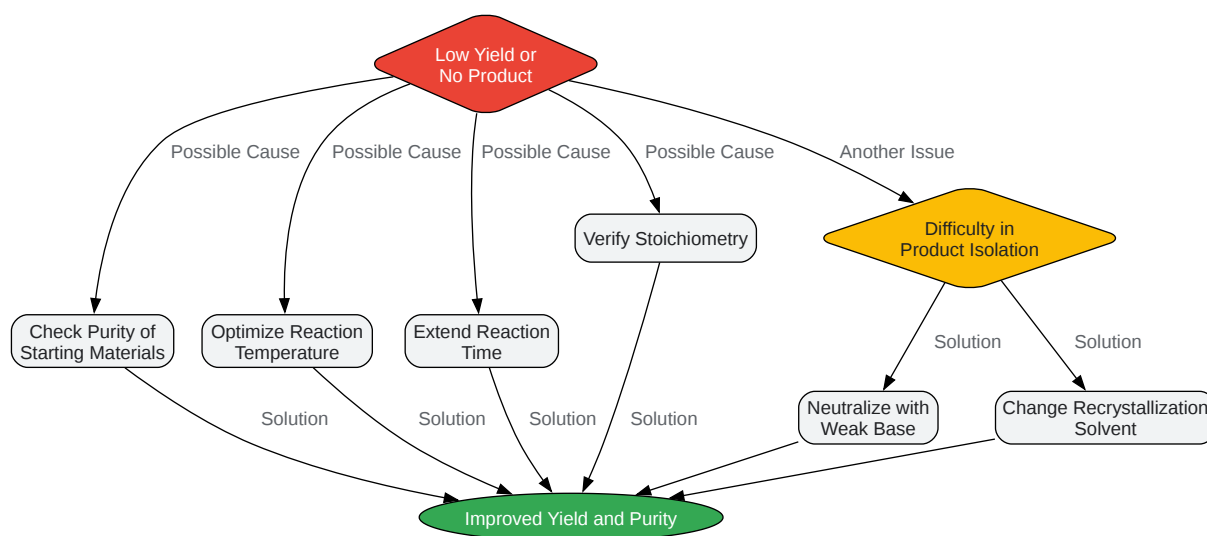 Low Yield or
No Product
Possible Cause
Possible Cause
Possible Cause
Possible Cause
Another Issue
Verify Stoichiometry
Difficulty in
Product Isolation
Check Purity of
Starting Materials
Optimize Reaction
Temperature
Extend Reaction
Time
Solution
Solution
Neutralize with
Weak Base
Change Recrystallization
Solvent
Solution
Solution
Solution
Solution
Improved Yield and Purity